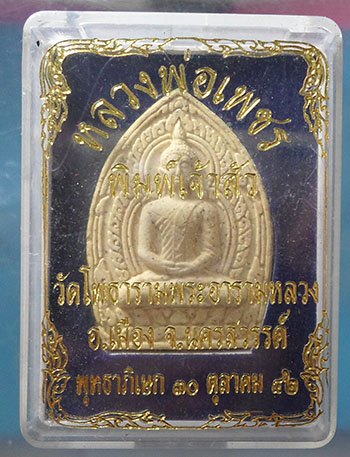 หลวงพ่อเพชร
พิมพ์เจ้าสัว
วัดโพธารามพระอารามหลวง
อ.เมือง จ.นครสวรรค์
พุทธาภิเษก ๑๐ ตุลาคม ๔๒